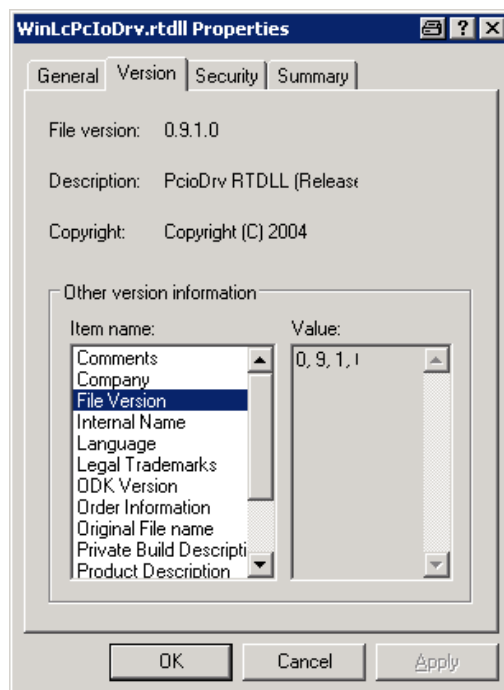 WinLcPcIoDrv.rtdll Properties
General Version Security Summary
File version: 0.9.1.0
Description: PcioDrv RTDLL (Release
Copyright: Copyright (C) 2004
Other version information
Item name: Value:
Comments 0, 9, 1,
Company
File Version
Internal Name
Language
Legal Trademarks
ODK Version
Order Information
Original File name
Private Build Descripti
Product Description
OK Cancel Apply